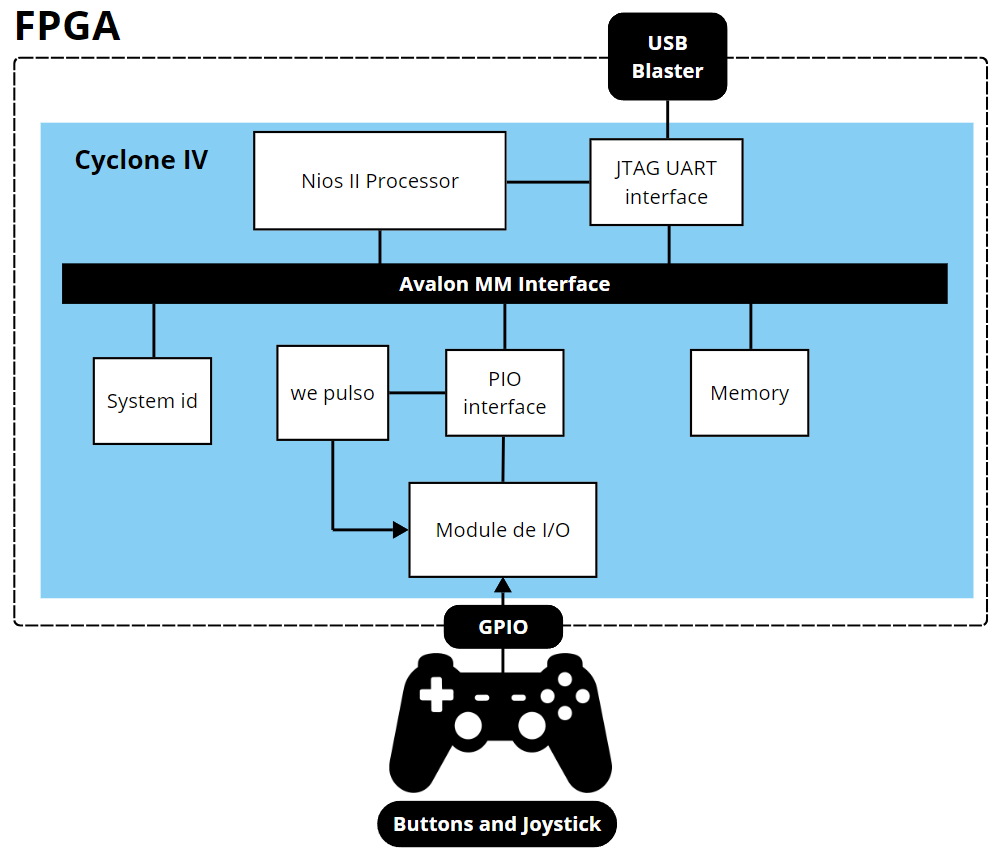 FPGA
USB
Blaster
Cyclone IV
Nios II Processor
JTAG UART
interface
Avalon MM Interface
System id
we pulso
PIO
interface
Memory
Module de I/O
GPIO
Buttons and Joystick